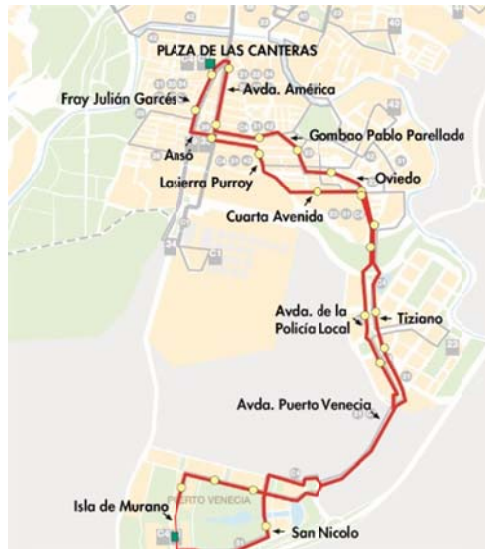 PLAZA DE LAS CANTERAS
Fray Julián Garcés
Avda. América
Gombao Pablo Parellada
Ansó
Lasierra Purroy
Oviedo
Cuarta Avenida
Avda. de la
Policía Local
Tiziano
Avda. Puerto Venecia
PUERTO VENECIA
Isla de Murano
San Nicolo